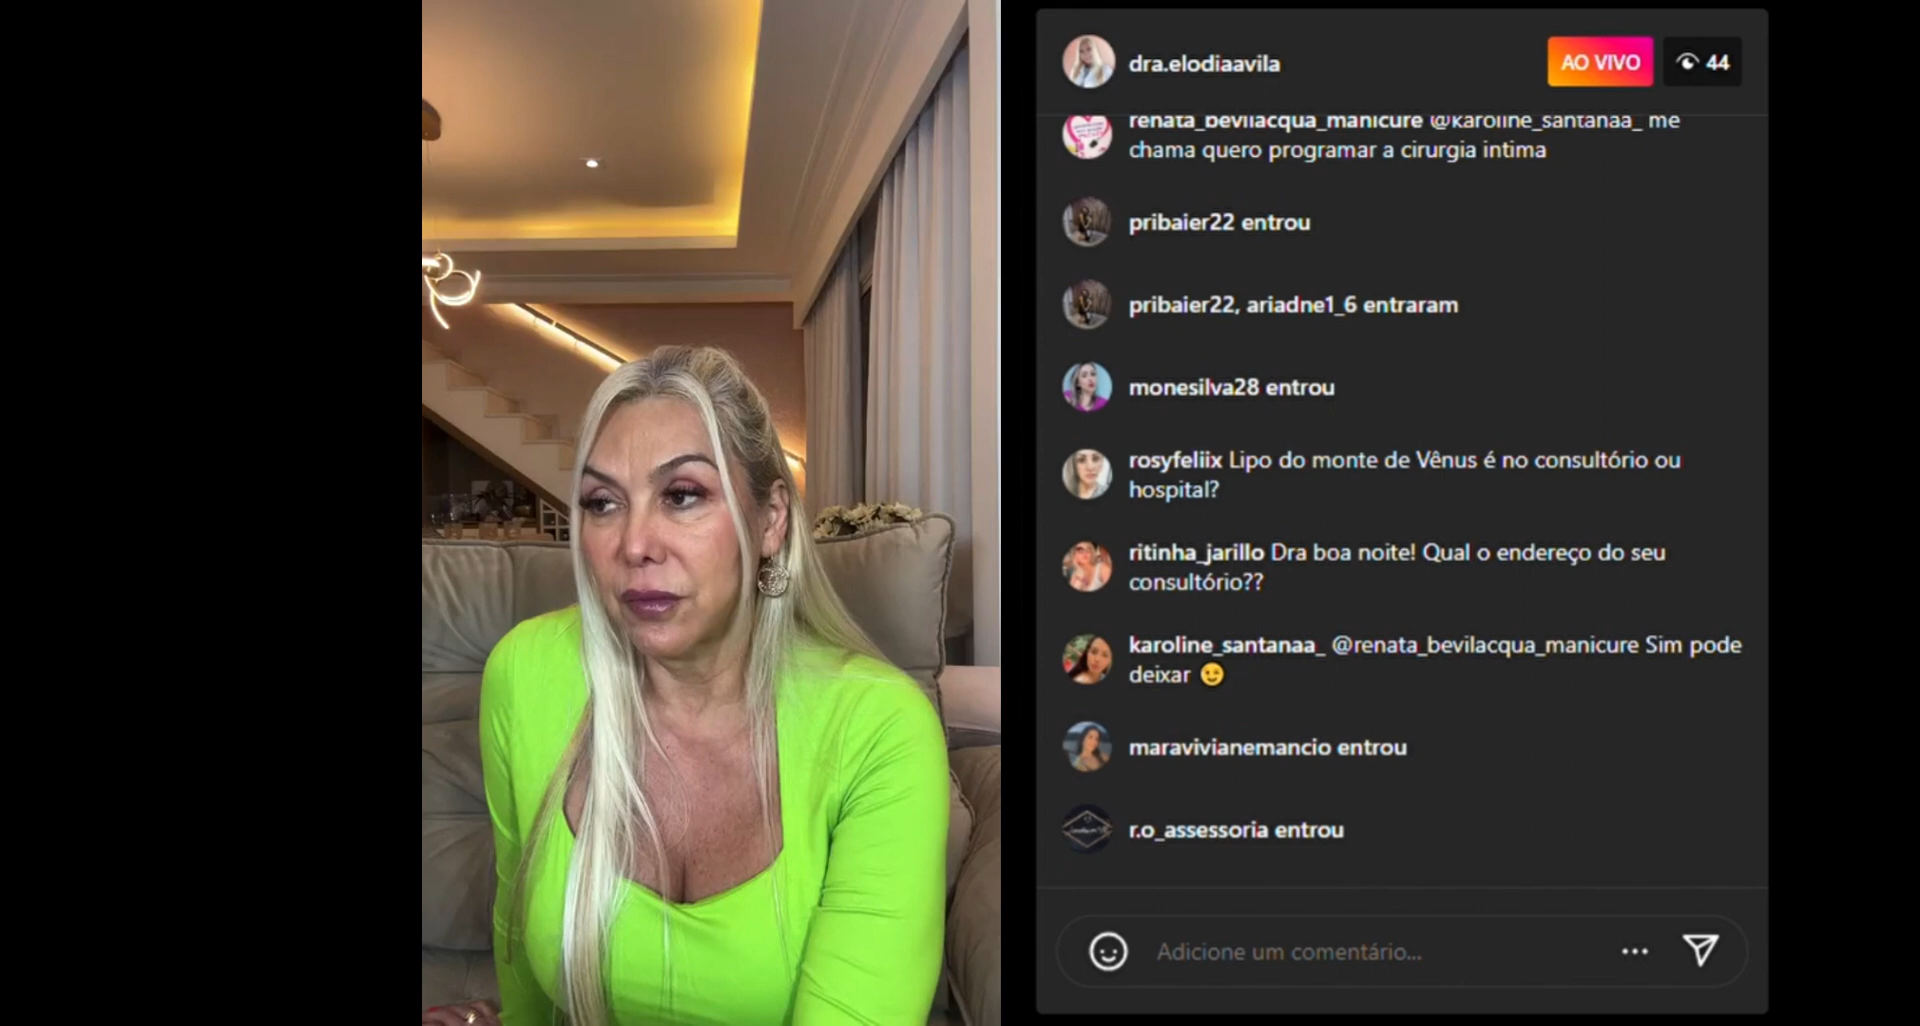 dra.elodiaavila
AO VIVO
44
renata_bevilacqua_manicure @karoline_santanaa_ me
chama quero programar a cirurgia intima
pribaier22 entrou
pribaier22, ariadne1_6 entraram
monesilva28 entrou
rosyfeliix Lipo do monte de Vênus é no consultório ou
hospital?
ritinha_jarillo Dra boa noite! Qual o endereço do seu
consultório??
karoline_santanaa_ @renata_bevilacqua_manicure Sim pode
deixar 😉
maravivianemancio entrou
r.o_assessoria entrou
Adicione um comentário...